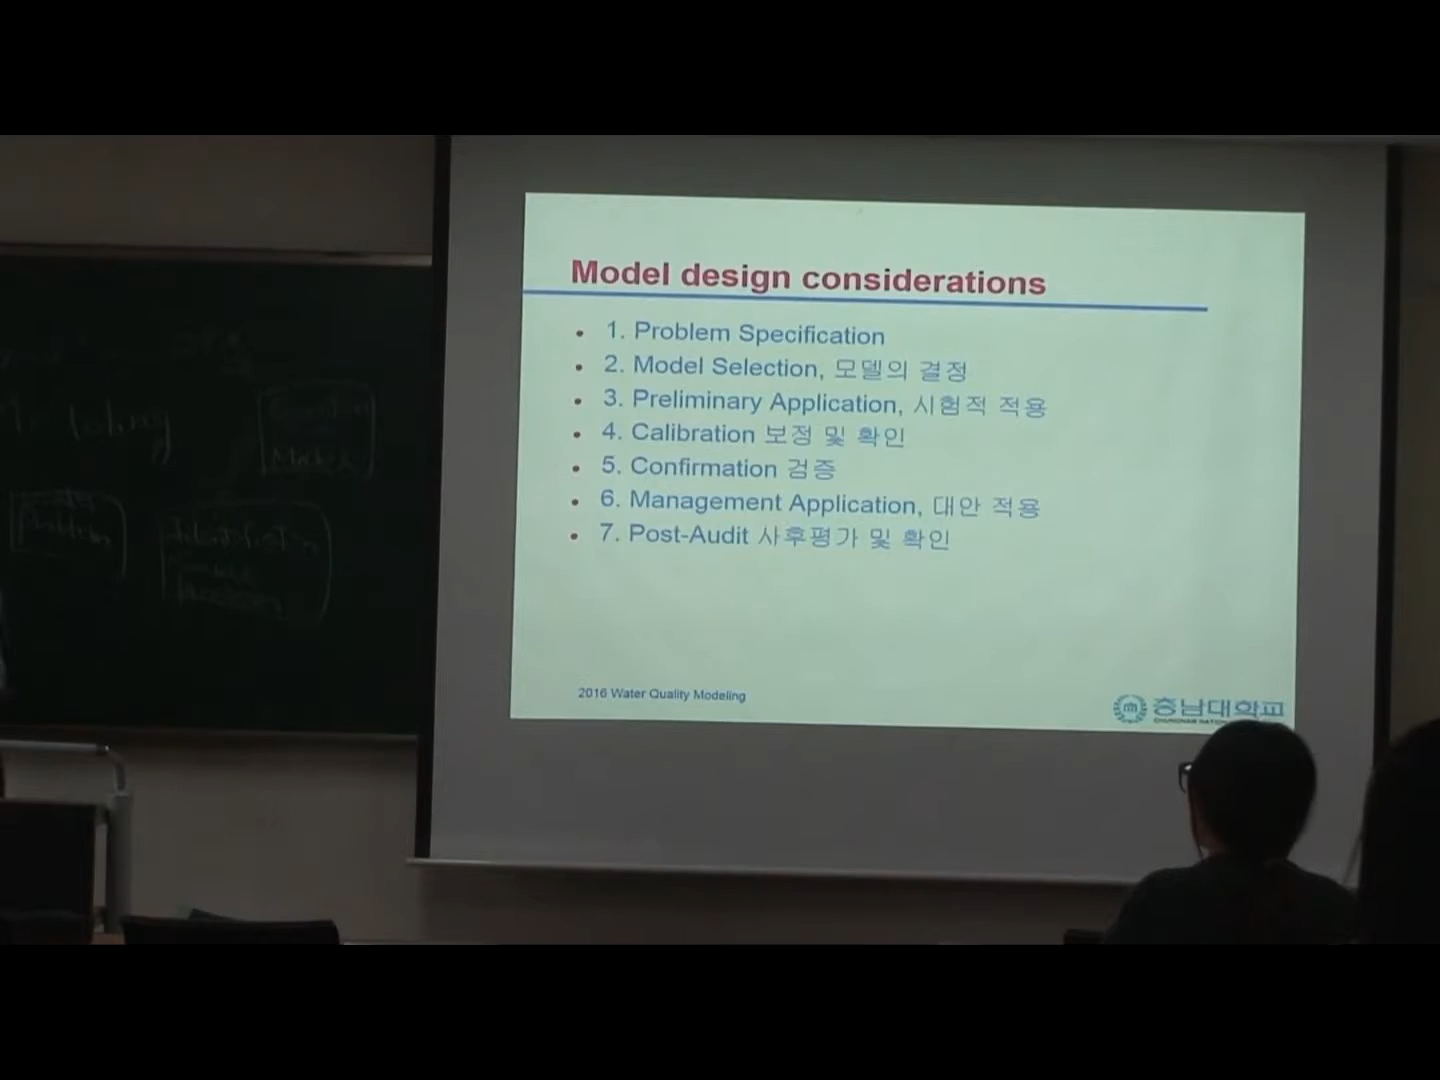 Model design considerations
• 1. Problem Specification
• 2. Model Selection, 모델의 결정
• 3. Preliminary Application, 시험적 적용
• 4. Calibration 보정 및 확인
• 5. Confirmation 검증
• 6. Management Application, 대안 적용
• 7. Post-Audit 사후평가 및 확인
2016 Water Quality Modeling
충남대학교